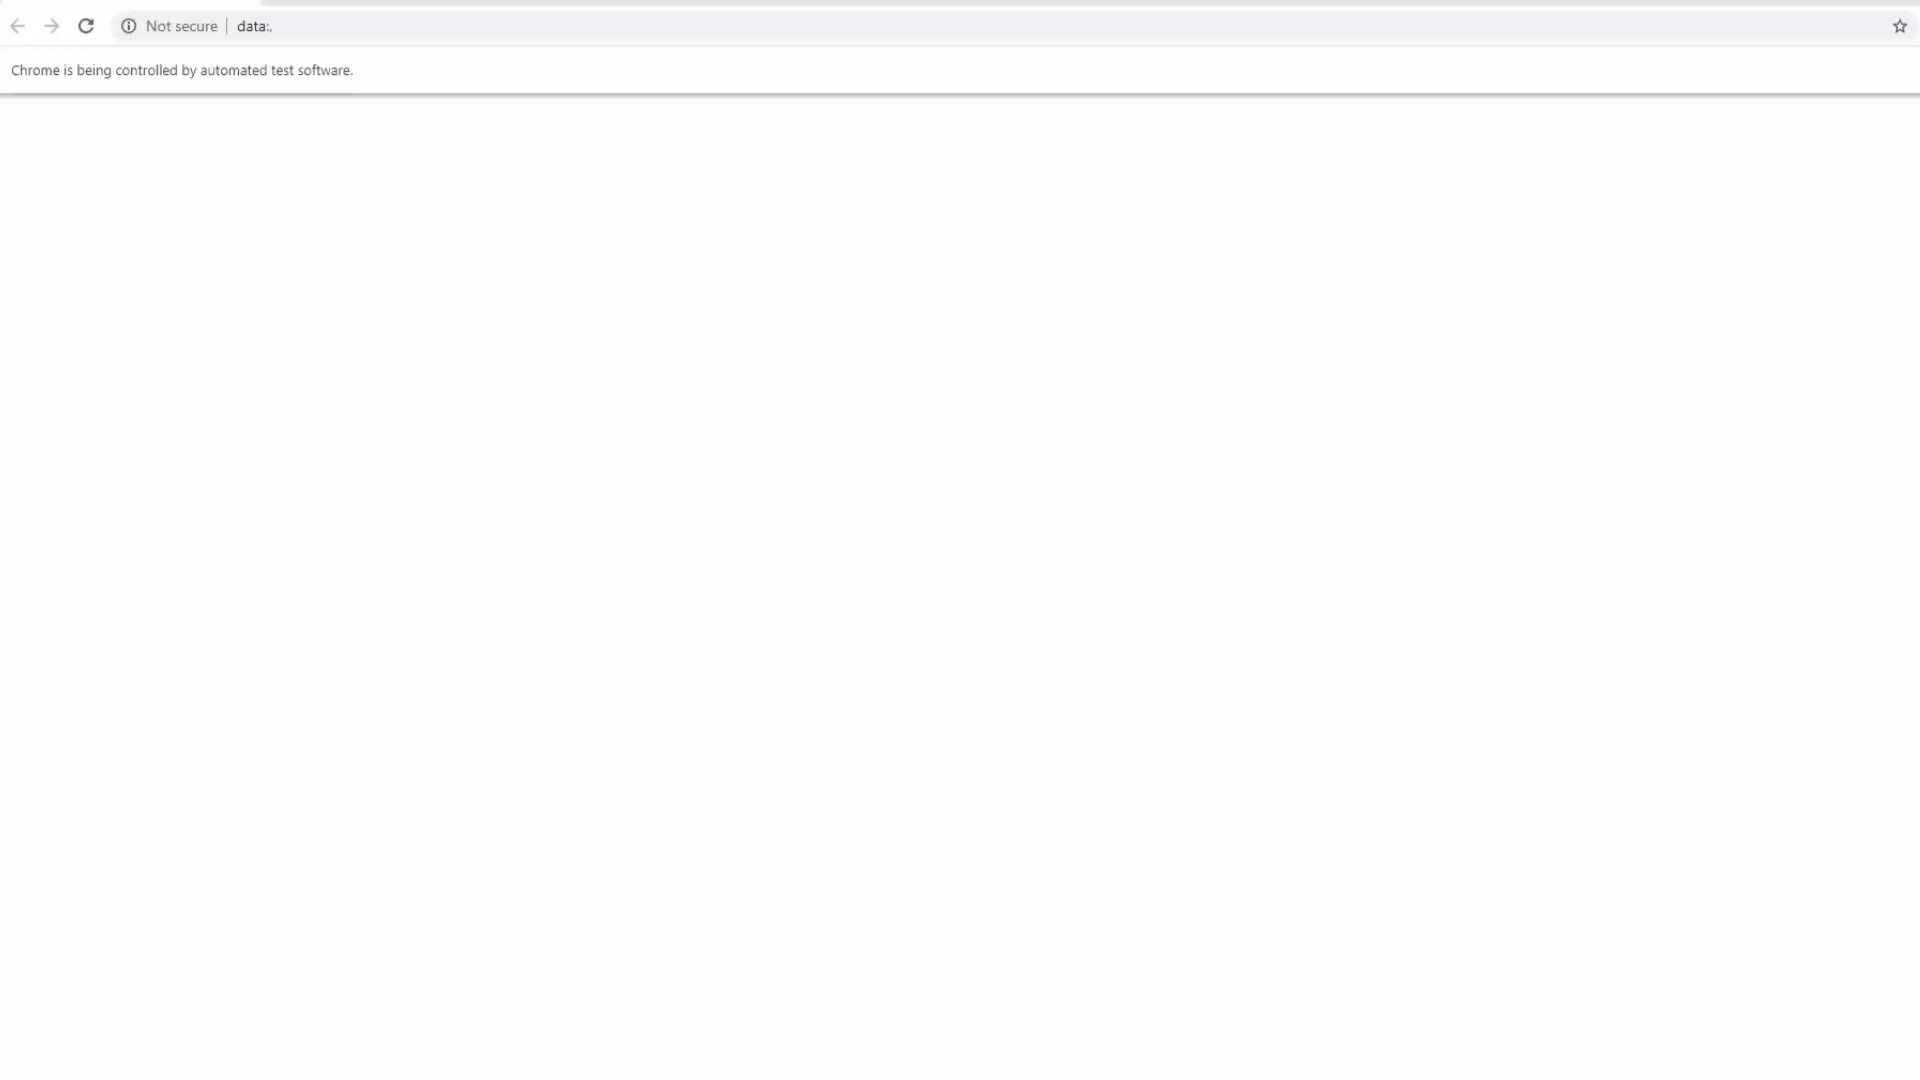 Not secure | data:,
Chrome is being controlled by automated test software.